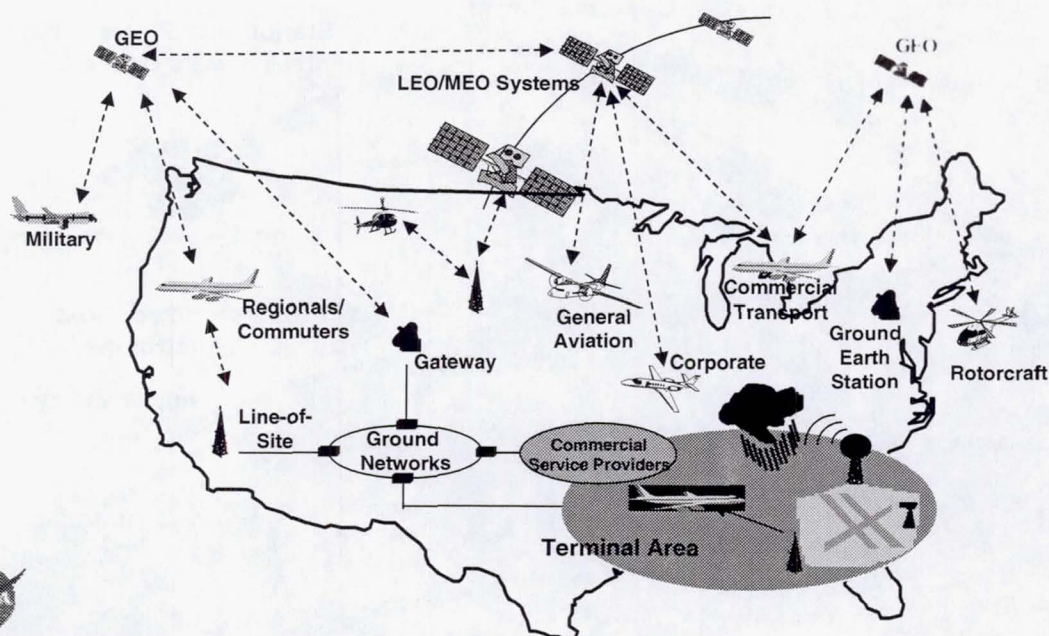 GEO
LEO/MEO Systems
GEO
Military
Regionals/
Commuters
Gateway
General
Aviation
Commercial
Transport
Ground
Earth
Station
Rotorcraft
Corporate
Line-of-
Site
Ground
Networks
Commercial
Service Providers
Terminal Area